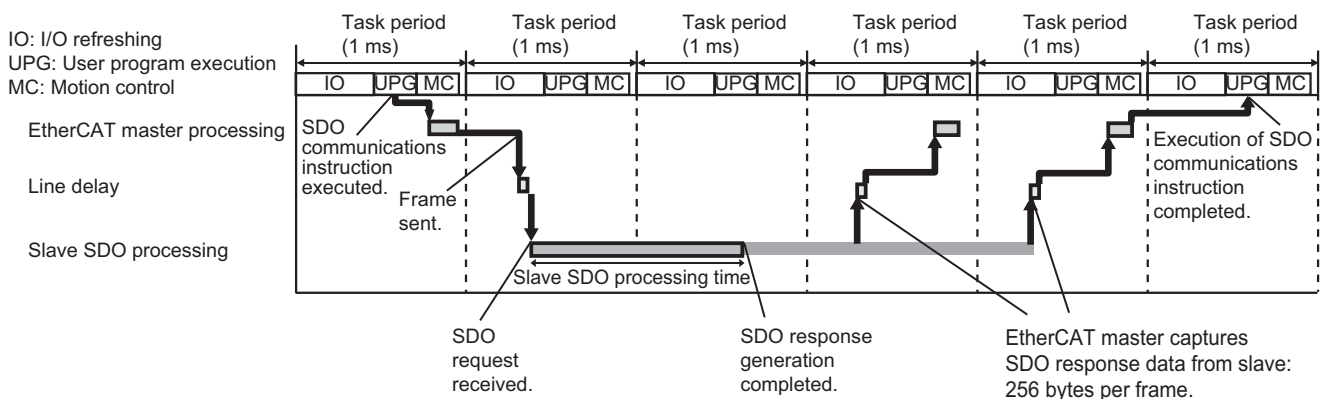 IO: I/O refreshing
UPG: User program execution
MC: Motion control
Task period
(1 ms)
Task period
(1 ms)
Task period
(1 ms)
Task period
(1 ms)
Task period
(1 ms)
Task period
(1 ms)
IO UPG MC IO UPG MC IO UPG MC IO UPG MC IO UPG MC IO UPG MC
EtherCAT master processing
SDO
communications
instruction
executed.
Frame
sent.
Execution of SDO
communications
instruction
completed.
Line delay
Slave SDO processing
Slave SDO processing time
SDO
request
received.
SDO response
generation
completed.
EtherCAT master captures
SDO response data from slave:
256 bytes per frame.